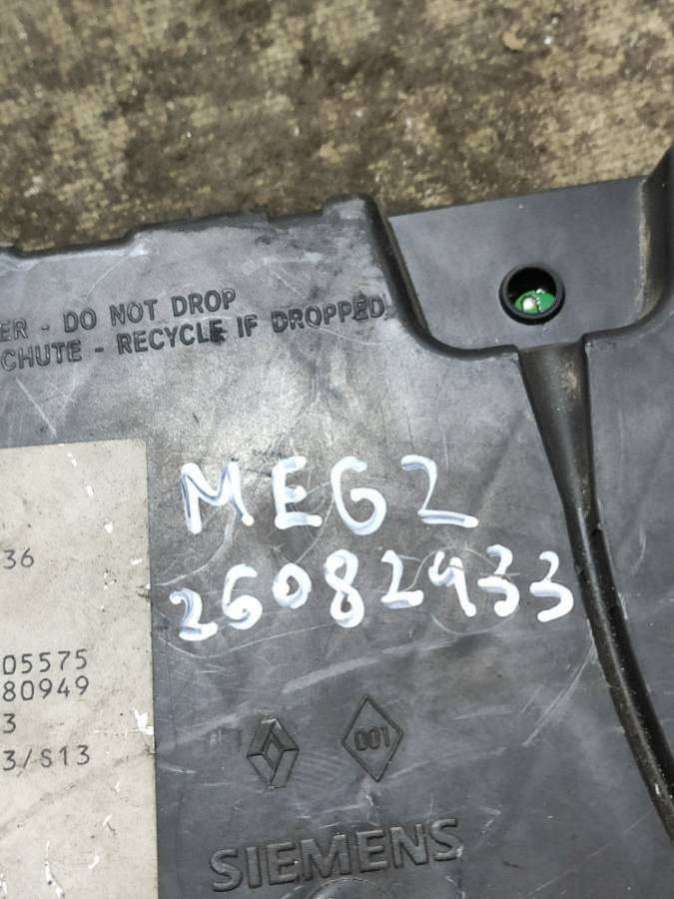 ER - DO NOT DROP
CHUTE - RECYCLE IF DROPPED
MEG2
26082933
36
05575
80949
3
3/S13
001
SIEMENS